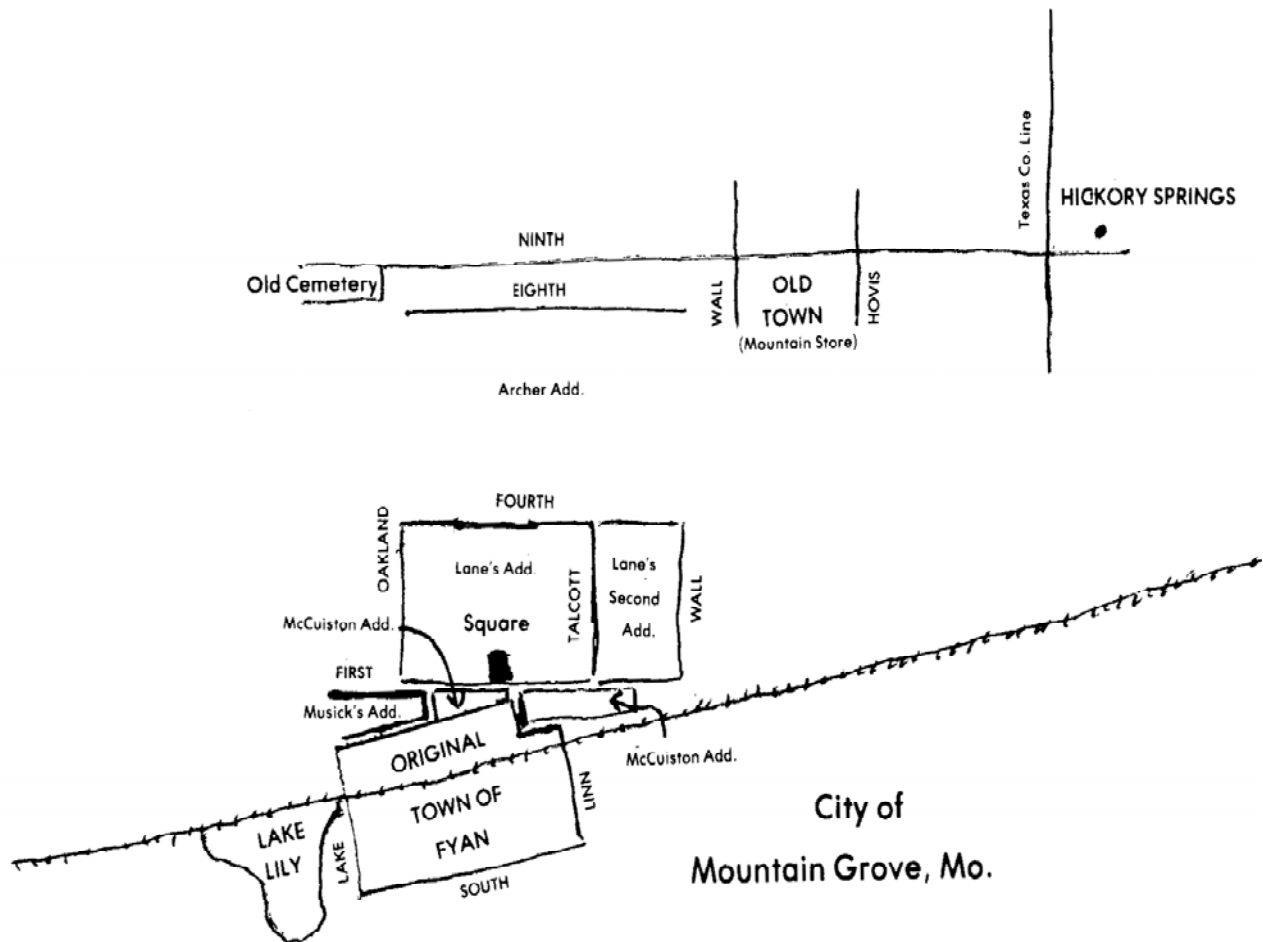 Texas Co. Line
HICKORY SPRINGS
NINTH
Old Cemetery
EIGHTH
WALL
OLD
TOWN
(Mountain Store)
HOVIS
Archer Add.
FOURTH
OAKLAND
Lane's Add.
TALCOTT
Lane's
Second
Add.
WALL
McCuiston Add.
Square
FIRST
Musick's Add.
ORIGINAL
McCuiston Add.
LINN
TOWN OF
FYAN
LAKE
LILY
LAKE
SOUTH
City of
Mountain Grove, Mo.